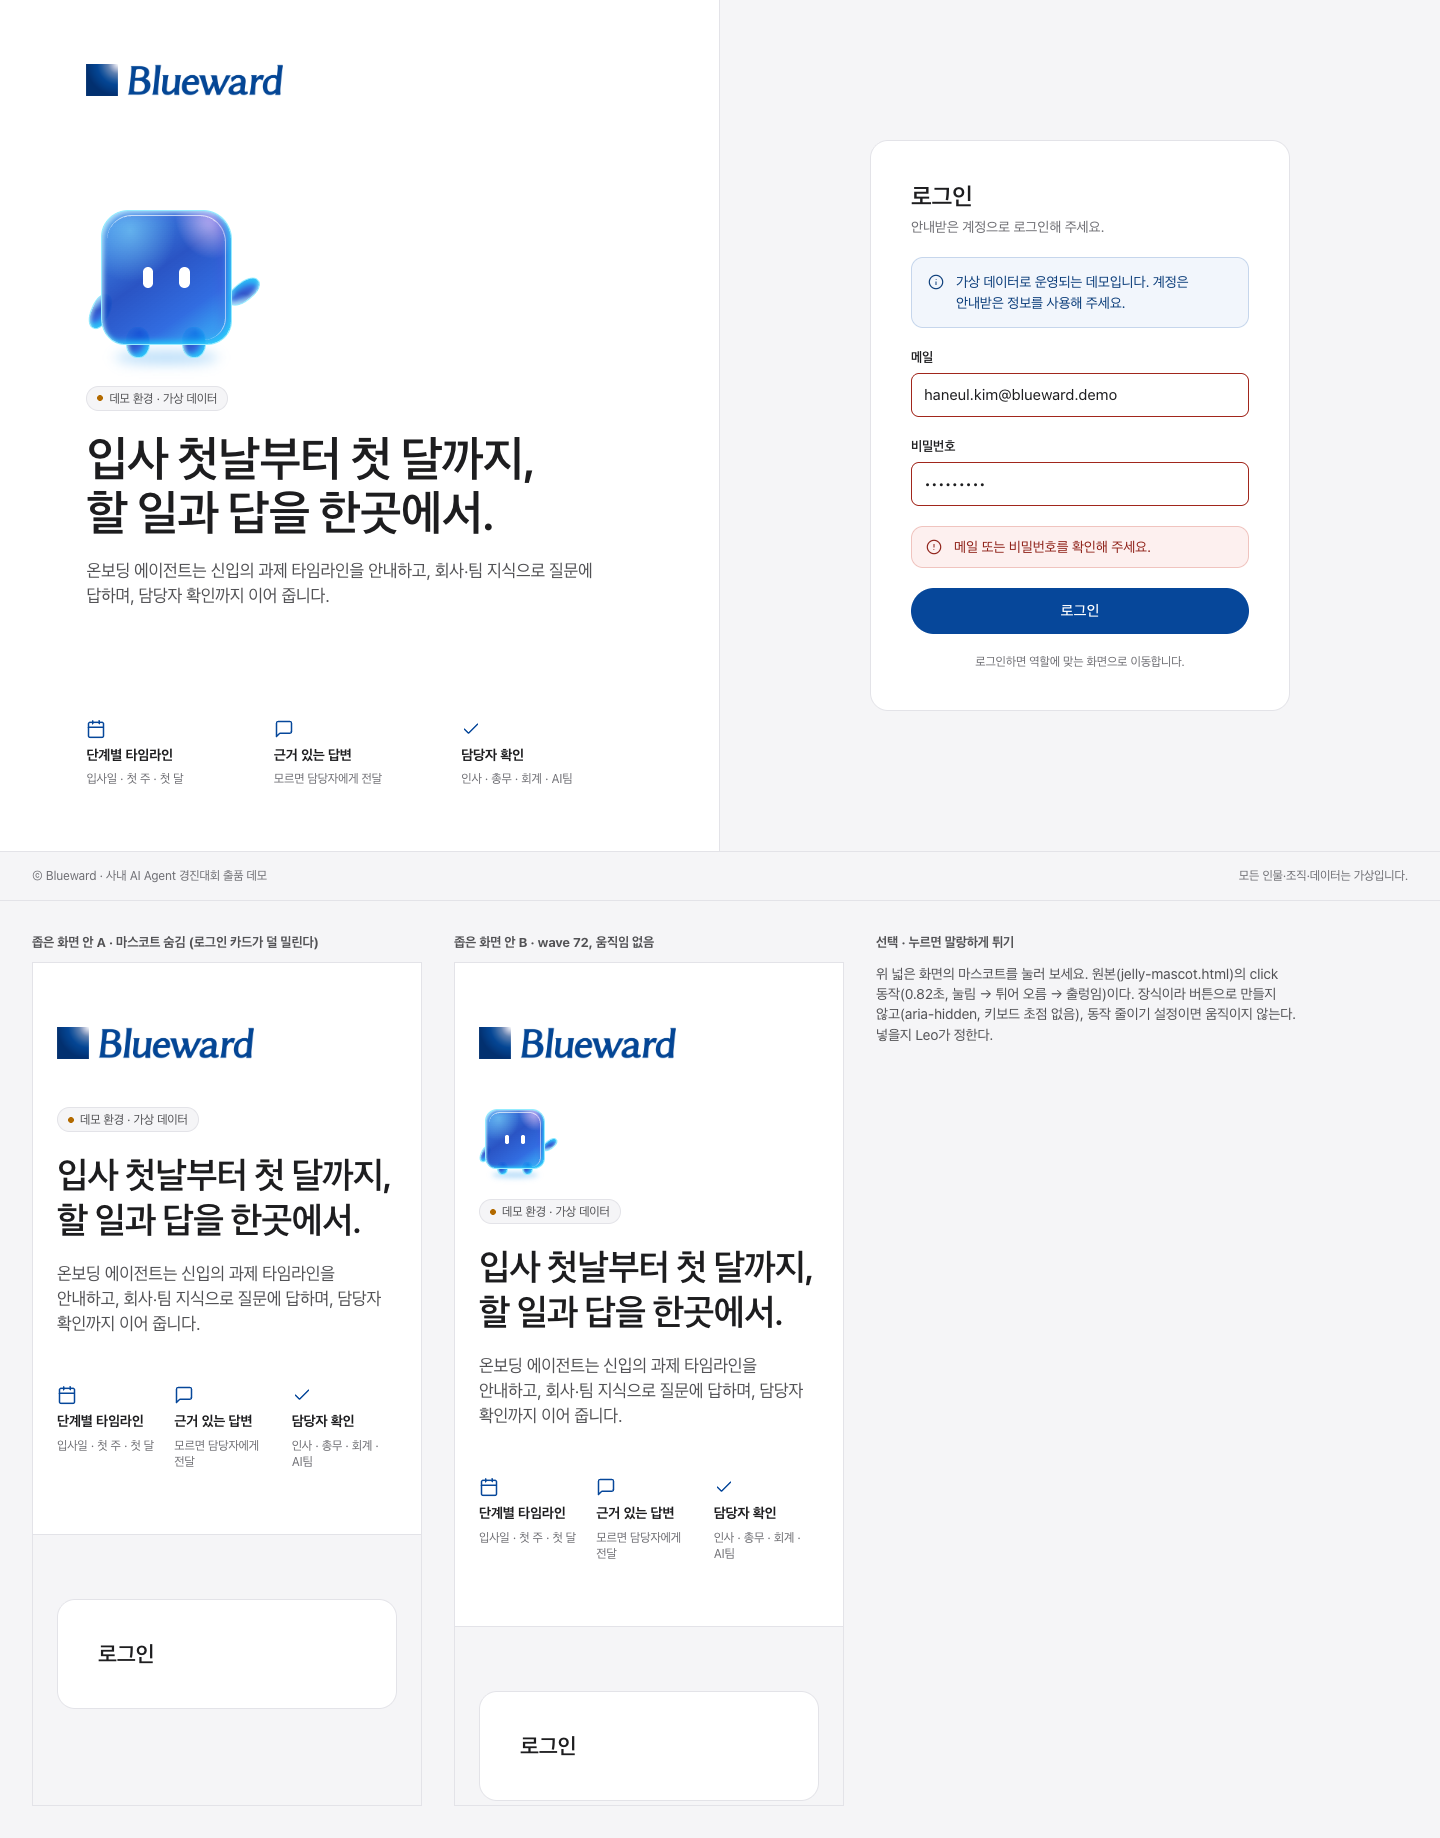 Blueward
데모 환경 · 가상 데이터
입사 첫날부터 첫 달까지,
할 일과 답을 한곳에서.
온보딩 에이전트는 신입의 과제 타임라인을 안내하고, 회사·팀 지식으로 질문에
답하며, 담당자 확인까지 이어 줍니다.
단계별 타임라인
입사일 · 첫 주 · 첫 달
근거 있는 답변
모르면 담당자에게 전달
담당자 확인
인사 · 총무 · 회계 · AI팀
로그인
안내받은 계정으로 로그인해 주세요.
가상 데이터로 운영되는 데모입니다. 계정은
안내받은 정보를 사용해 주세요.
메일
haneul.kim@blueward.demo
비밀번호
•••••••••
메일 또는 비밀번호를 확인해 주세요.
로그인
로그인하면 역할에 맞는 화면으로 이동합니다.
© Blueward · 사내 AI Agent 경진대회 출품 데모
모든 인물·조직·데이터는 가상입니다.
좁은 화면 안 A · 마스코트 숨김 (로그인 카드가 덜 밀린다)
Blueward
데모 환경 · 가상 데이터
입사 첫날부터 첫 달까지,
할 일과 답을 한곳에서.
온보딩 에이전트는 신입의 과제 타임라인을
안내하고, 회사·팀 지식으로 질문에 답하며, 담당자
확인까지 이어 줍니다.
단계별 타임라인
입사일 · 첫 주 · 첫 달
근거 있는 답변
모르면 담당자에게
전달
담당자 확인
인사 · 총무 · 회계 ·
AI팀
로그인
좁은 화면 안 B · wave 72, 움직임 없음
Blueward
데모 환경 · 가상 데이터
입사 첫날부터 첫 달까지,
할 일과 답을 한곳에서.
온보딩 에이전트는 신입의 과제 타임라인을
안내하고, 회사·팀 지식으로 질문에 답하며, 담당자
확인까지 이어 줍니다.
단계별 타임라인
입사일 · 첫 주 · 첫 달
근거 있는 답변
모르면 담당자에게
전달
담당자 확인
인사 · 총무 · 회계 ·
AI팀
로그인
선택 · 누르면 말랑하게 튀기
위 넓은 화면의 마스코트를 눌러 보세요. 원본(jelly-mascot.html)의 click
동작(0.82초, 눌림 → 튀어 오름 → 출렁임)이다. 장식이라 버튼으로 만들지
않고(aria-hidden, 키보드 초점 없음), 동작 줄이기 설정이면 움직이지 않는다.
넣을지 Leo가 정한다.